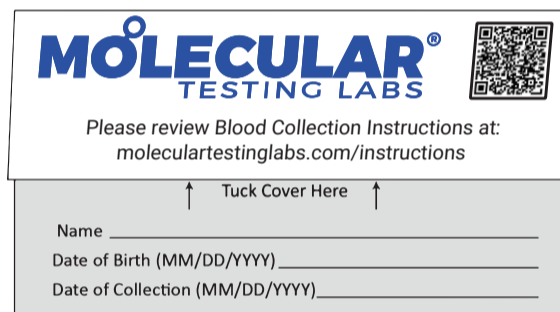 MOLECULAR®
TESTING LABS
Please review Blood Collection Instructions at:
moleculartestinglabs.com/instructions
Tuck Cover Here
Name
Date of Birth (MM/DD/YYYY)
Date of Collection (MM/DD/YYYY)